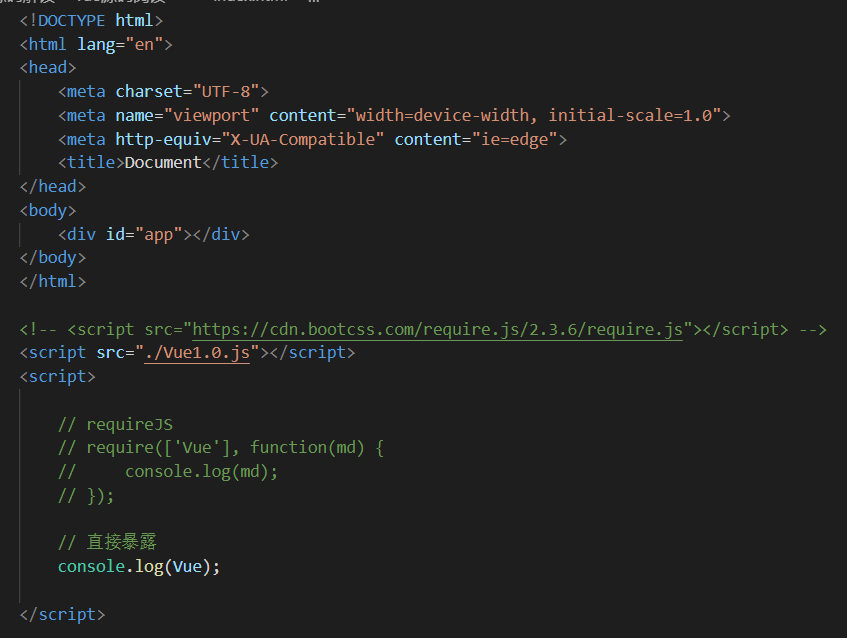 <!DOCTYPE html>
<html lang="en">
<head>
    <meta charset="UTF-8">
    <meta name="viewport" content="width=device-width, initial-scale=1.0">
    <meta http-equiv="X-UA-Compatible" content="ie=edge">
    <title>Document</title>
</head>
<body>
    <div id="app"></div>
</body>
</html>

<!-- <script src="https://cdn.bootcss.com/require.js/2.3.6/require.js"></script> -->
<script src="./Vue1.0.js"></script>
<script>

    // requireJS
    // require(['Vue'], function(md) {
    //     console.log(md);
    // });

    // 直接暴露
    console.log(Vue);

</script>